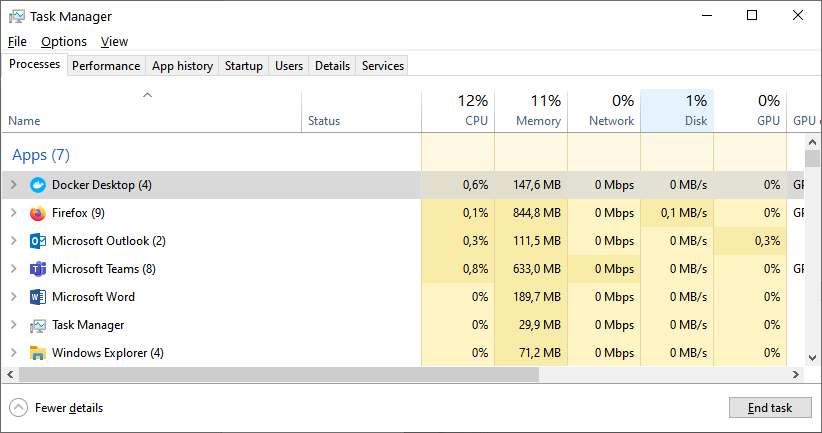 Task Manager
File Options View
Processes Performance App history Startup Users Details Services
12% 11% 0% 1% 0%
Name Status CPU Memory Network Disk GPU GPU
Apps (7)
Docker Desktop (4) 0,6% 147,6 MB 0 Mbps 0 MB/s 0%
Firefox (9) 0,1% 844,8 MB 0 Mbps 0,1 MB/s 0%
Microsoft Outlook (2) 0,3% 111,5 MB 0 Mbps 0 MB/s 0,3%
Microsoft Teams (8) 0,8% 633,0 MB 0 Mbps 0 MB/s 0%
Microsoft Word 0% 189,7 MB 0 Mbps 0 MB/s 0%
Task Manager 0% 29,9 MB 0 Mbps 0 MB/s 0%
Windows Explorer (4) 0% 71,2 MB 0 Mbps 0 MB/s 0%
Fewer details End task